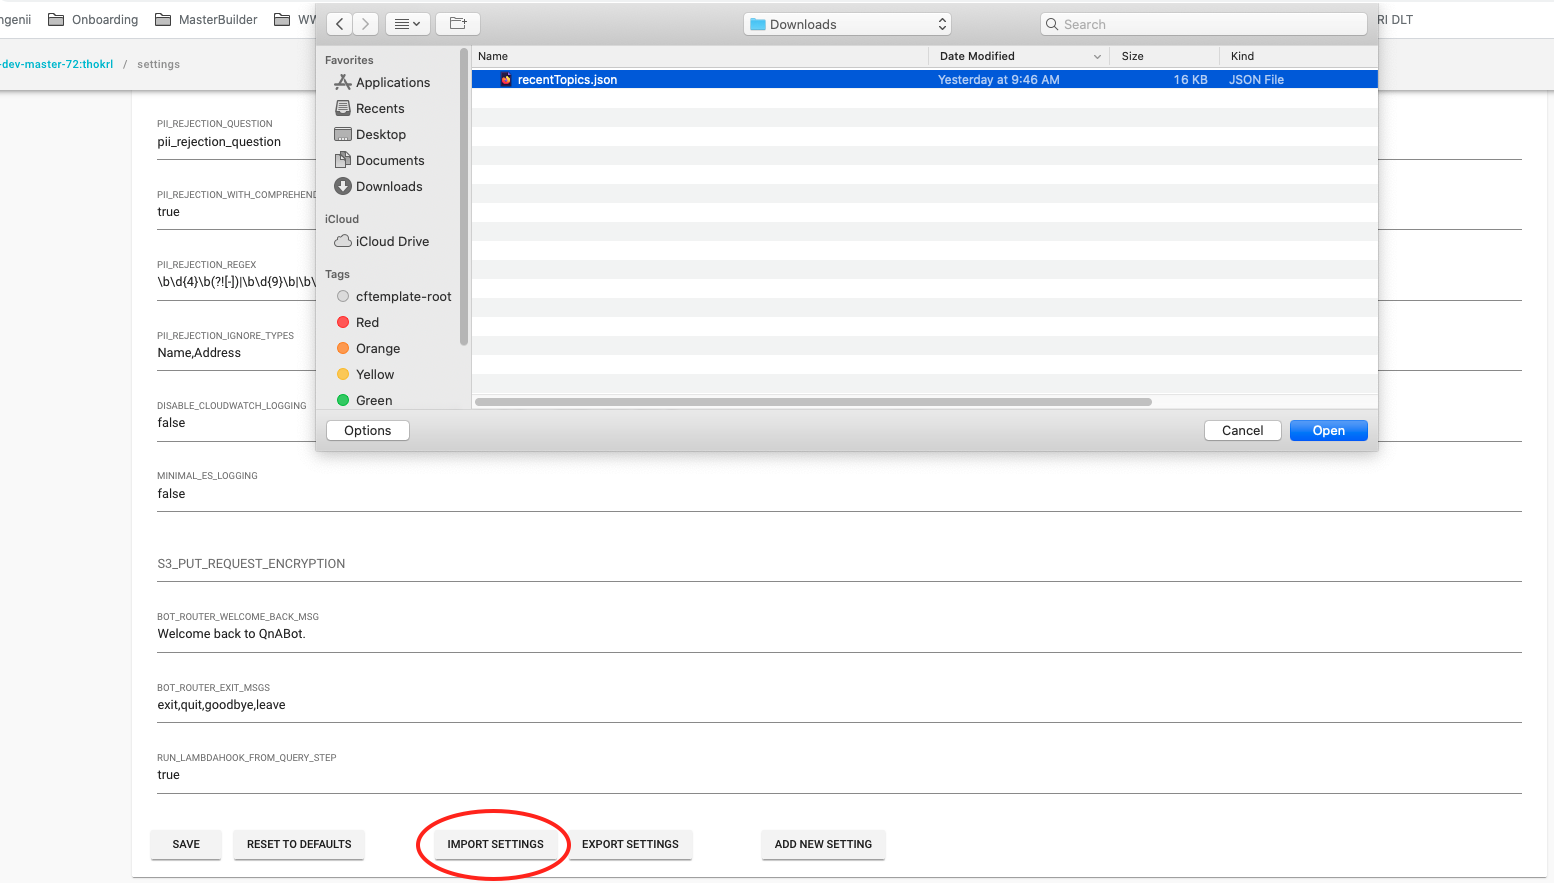 ngenii Onboarding MasterBuilder WW RI DLT
-dev-master-72:thokrl / settings
Downloads
Search
Favorites
Applications
Recents
Desktop
Documents
Downloads
iCloud
iCloud Drive
Tags
cftemplate-root
Red
Orange
Yellow
Green
Name Date Modified Size Kind
recentTopics.json Yesterday at 9:46 AM 16 KB JSON File
Options Cancel Open
PII_REJECTION_QUESTION
pii_rejection_question
PII_REJECTION_WITH_COMPREHEND
true
PII_REJECTION_REGEX
\b\d{4}\b(?![-])|\b\d{9}\b|\b\
PII_REJECTION_IGNORE_TYPES
Name,Address
DISABLE_CLOUDWATCH_LOGGING
false
MINIMAL_ES_LOGGING
false
S3_PUT_REQUEST_ENCRYPTION
BOT_ROUTER_WELCOME_BACK_MSG
Welcome back to QnABot.
BOT_ROUTER_EXIT_MSGS
exit,quit,goodbye,leave
RUN_LAMBDAHOOK_FROM_QUERY_STEP
true
SAVE RESET TO DEFAULTS IMPORT SETTINGS EXPORT SETTINGS ADD NEW SETTING